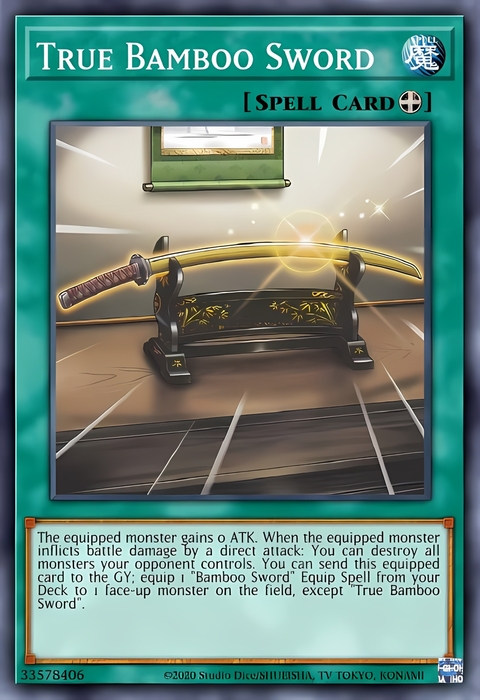 TRUE BAMBOO SWORD
魔
[SPELL CARD]
The equipped monster gains 0 ATK. When the equipped monster
inflicts battle damage by a direct attack: You can destroy all
monsters your opponent controls. You can send this equipped
card to the GY; equip 1 "Bamboo Sword" Equip Spell from your
Deck to 1 face-up monster on the field, except "True Bamboo
Sword".
33578406
©2020 Studio Dice/SHUEISHA, TV TOKYO, KONAMI